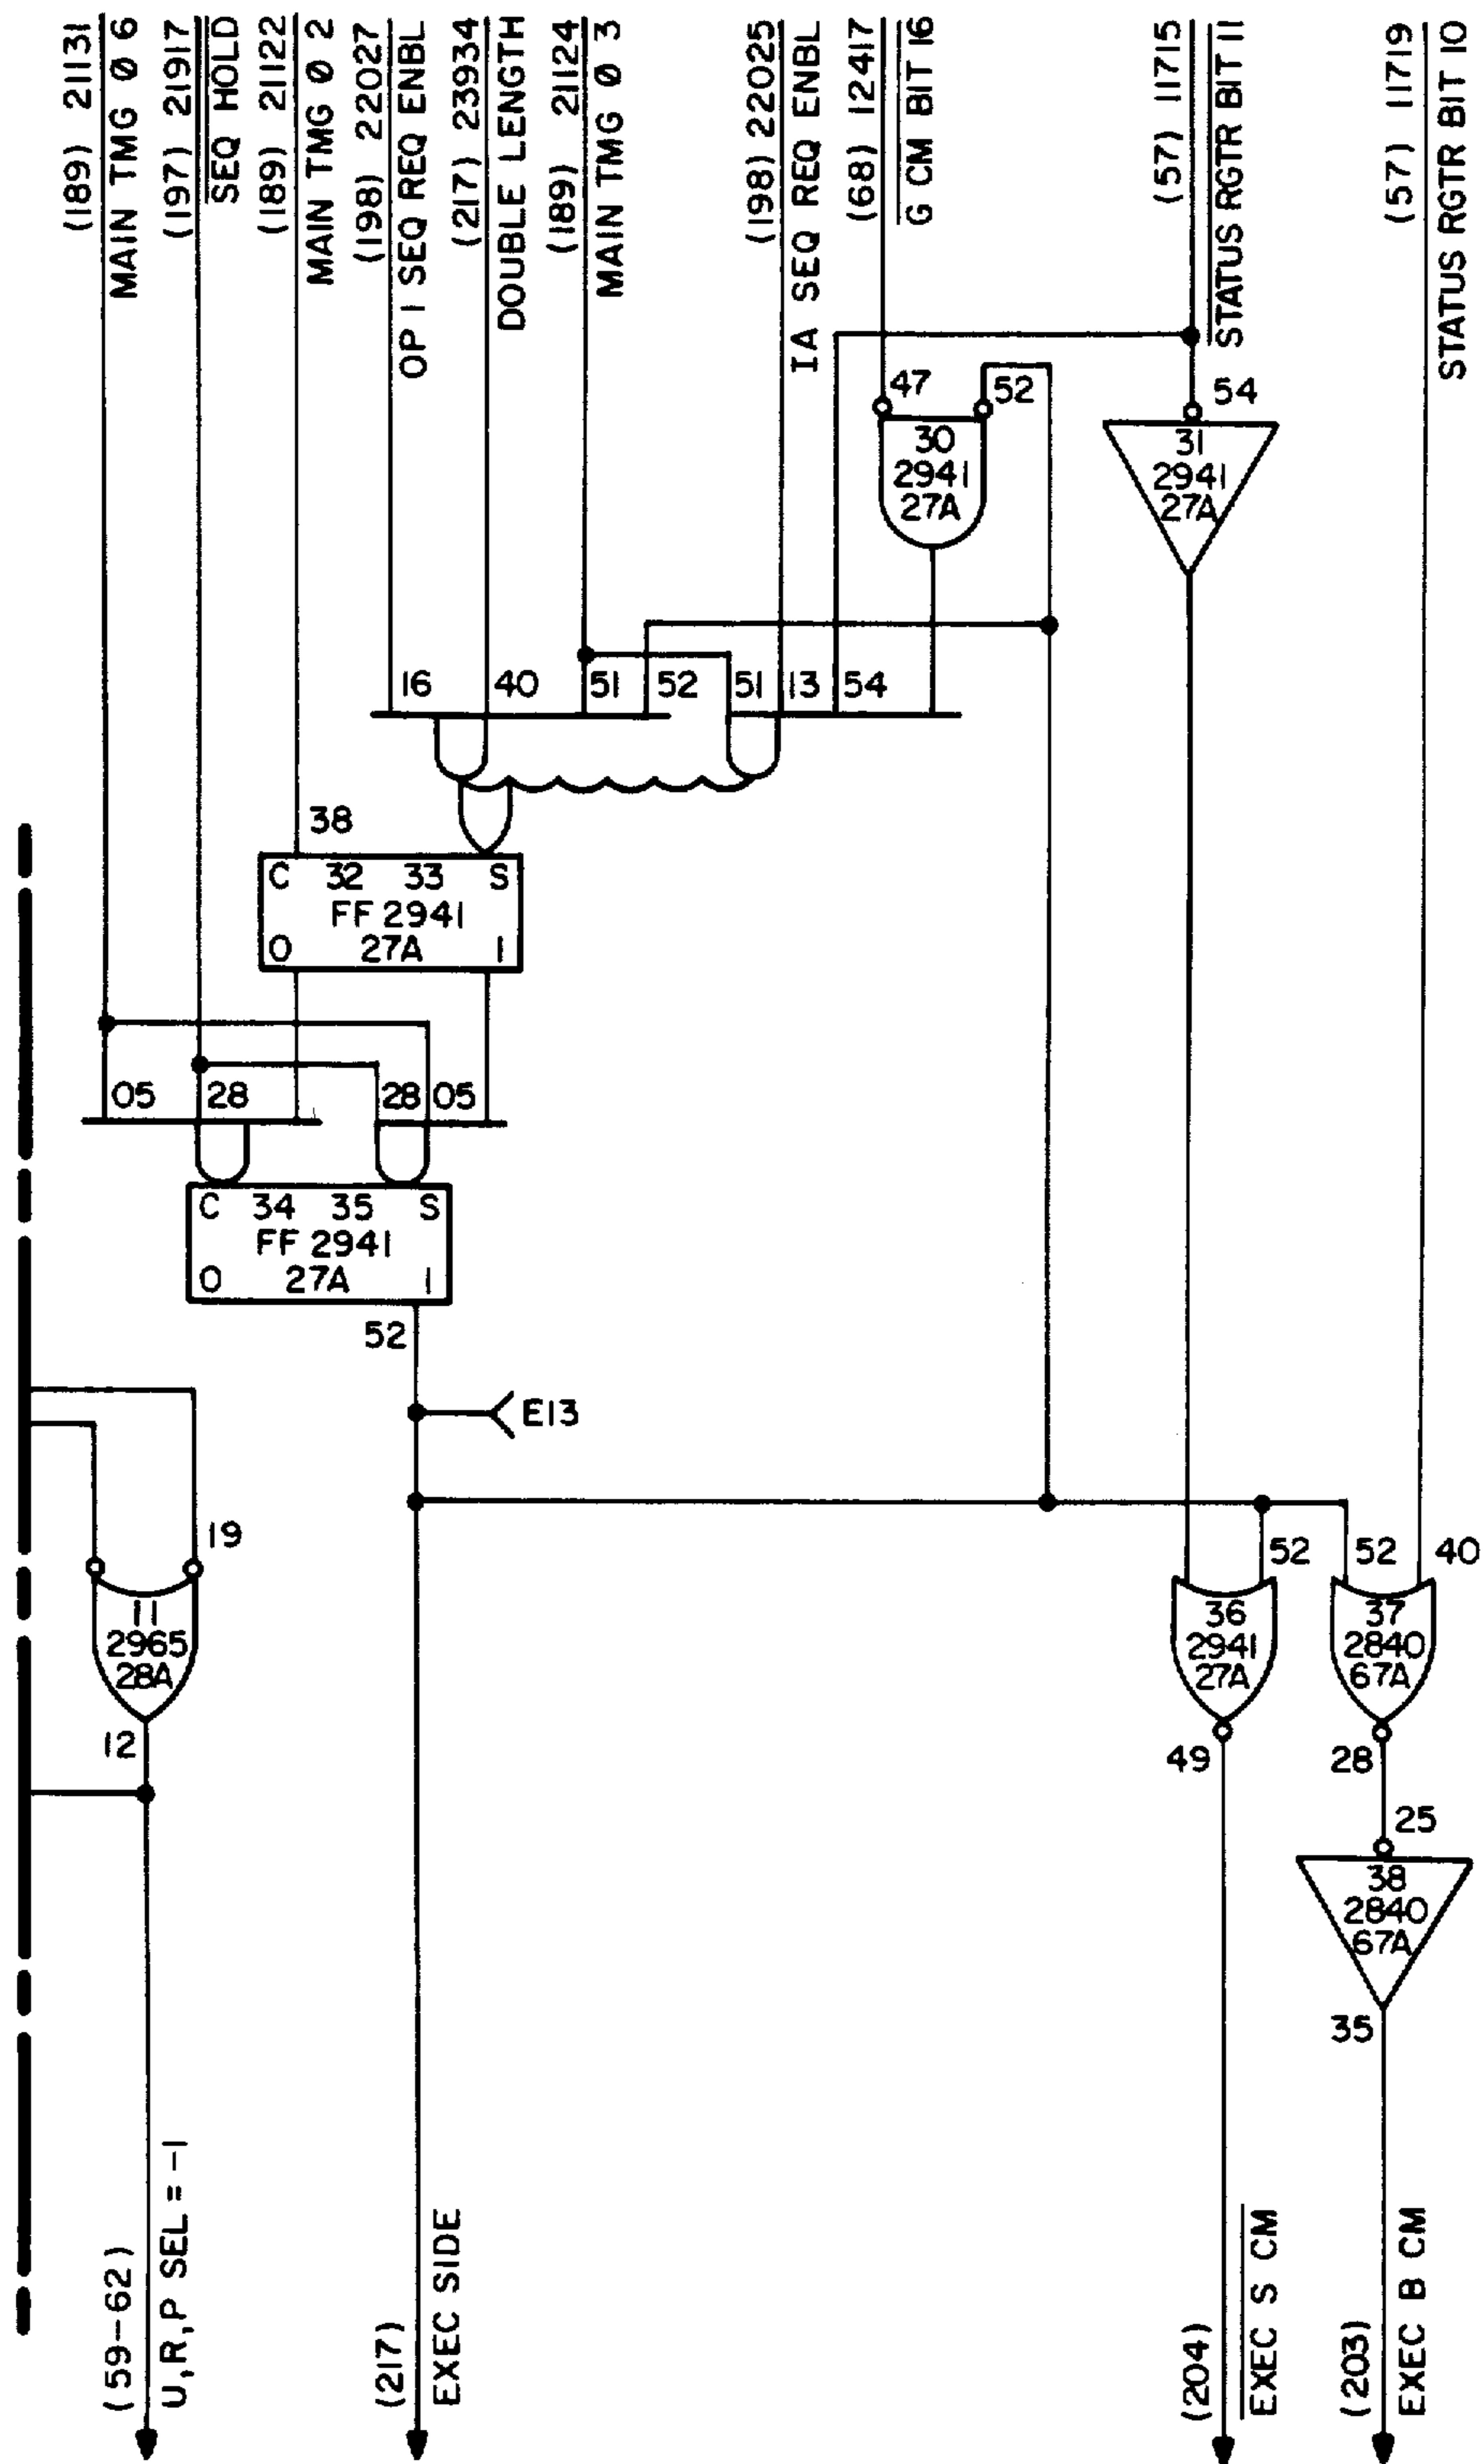 (189) 21131
MAIN TMG Ø 6
(197) 21917
SEQ HOLD
(189) 21122
MAIN TMG Ø 2
(198) 22027
OP 1 SEQ REQ ENBL
(217) 23934
DOUBLE LENGTH
(189) 21124
MAIN TMG Ø 3
(198) 22025
IA SEQ REQ ENBL
(68) 12417
G CM BIT 16
(57) 11715
STATUS RGTR BIT 11
(57) 11719
STATUS RGTR BIT 10
47
52
54
30
2941
27A
31
2941
27A
16
40
51
52
51
13
54
38
C 32 33 S
FF 2941
O 27A 1
05
28
28
05
C 34 35 S
FF 2941
O 27A 1
52
E13
19
11
2965
28A
12
52
52
40
36
2941
27A
37
2840
67A
49
28
25
38
2840
67A
35
(59-62)
U,R,P SEL = -1
(217)
EXEC SIDE
(204)
EXEC S CM
(203)
EXEC B CM